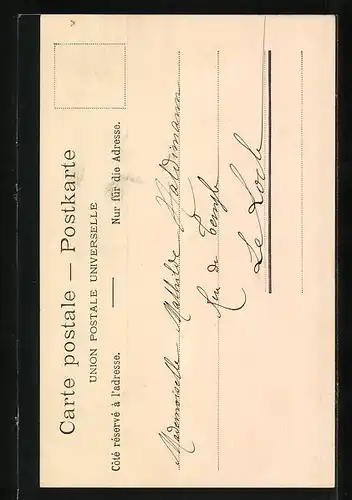 Carte postale — Postkarte
UNION POSTALE UNIVERSELLE
Côté réservé à l'adresse. Nur für die Adresse.
Mademoiselle Mathilde
Rue du Temple
Le Locle